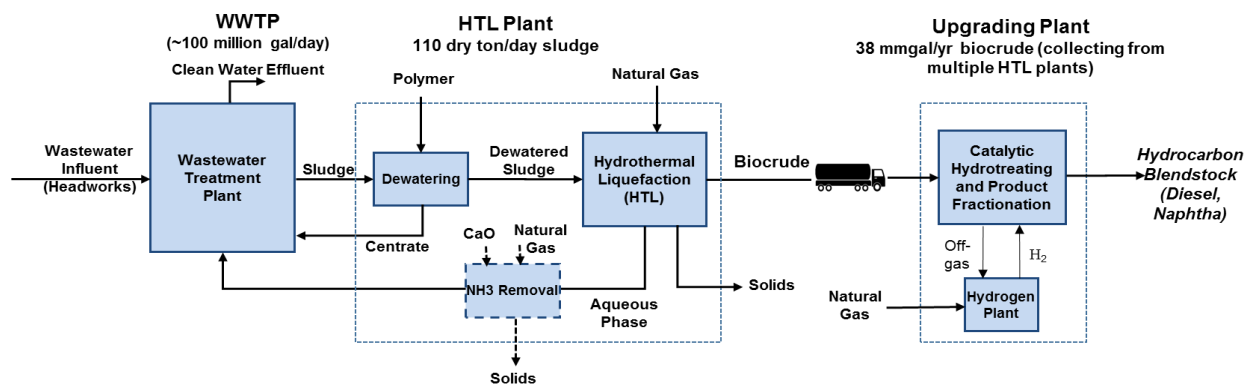 WWTP
(~100 million gal/day)
Clean Water Effluent
HTL Plant
110 dry ton/day sludge
Upgrading Plant
38 mmgal/yr biocrude (collecting from
multiple HTL plants)
Polymer
Natural Gas
Wastewater
Influent
(Headworks)
Wastewater
Treatment
Plant
Sludge
Dewatering
Dewatered
Sludge
Hydrothermal
Liquefaction
(HTL)
Biocrude
Catalytic
Hydrotreating
and Product
Fractionation
Hydrocarbon
Blendstock
(Diesel,
Naphtha)
Centrate
CaO
Natural
Gas
NH3 Removal
Aqueous
Phase
Solids
Solids
Off-
gas
H2
Natural
Gas
Hydrogen
Plant